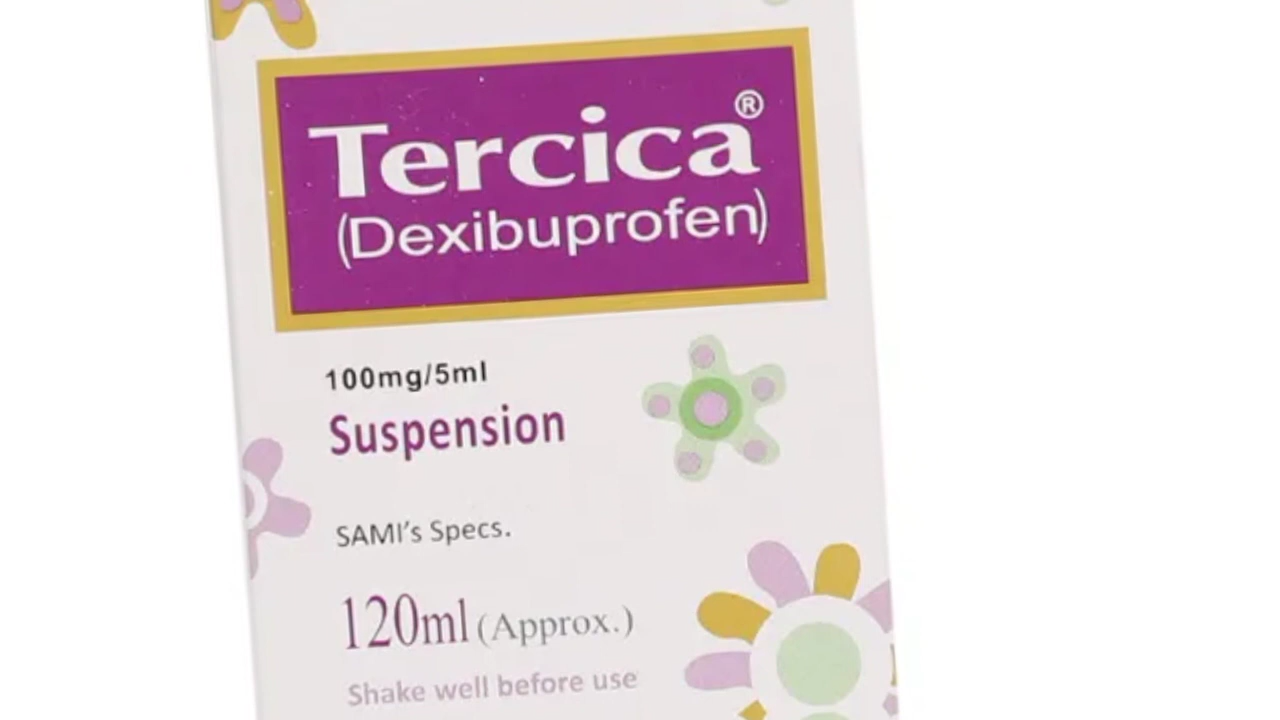 Tercica®
(Dexibuprofen)
100mg/5ml
Suspension
SAMI's Specs.
120ml (Approx.)
Shake well before use